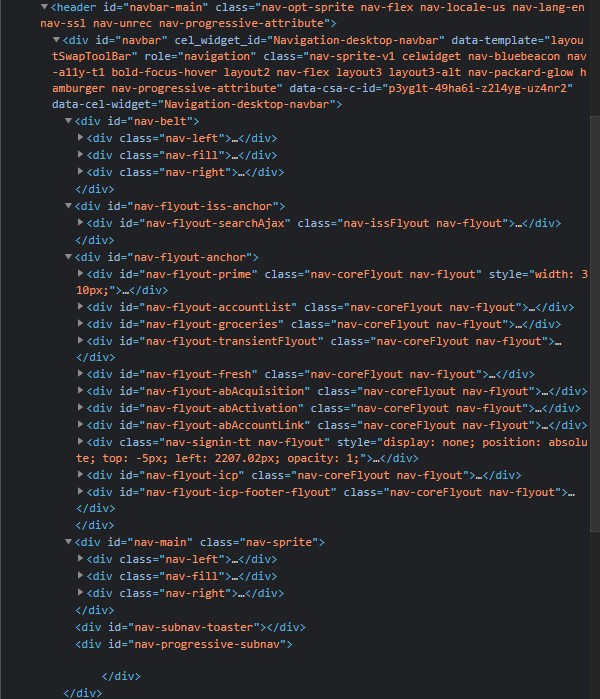 <header id="navbar-main" class="nav-opt-sprite nav-flex nav-locale-us nav-lang-en
nav-ssl nav-unrec nav-progressive-attribute">
<div id="navbar" cel_widget_id="Navigation-desktop-navbar" data-template="layou
tSwapToolBar" role="navigation" class="nav-sprite-v1 celwidget nav-bluebeacon nav
-a11y-t1 bold-focus-hover layout2 nav-flex layout3 layout3-alt nav-packard-glow h
amburger nav-progressive-attribute" data-csa-c-id="p3yg1t-49ha6i-z2l4yg-uz4nr2"
data-cel-widget="Navigation-desktop-navbar">
<div id="nav-belt">
<div class="nav-left">…</div>
<div class="nav-fill">…</div>
<div class="nav-right">…</div>
</div>
<div id="nav-flyout-iss-anchor">
<div id="nav-flyout-searchAjax" class="nav-issFlyout nav-flyout">…</div>
</div>
<div id="nav-flyout-anchor">
<div id="nav-flyout-prime" class="nav-coreFlyout nav-flyout" style="width: 3
10px;">…</div>
<div id="nav-flyout-accountList" class="nav-coreFlyout nav-flyout">…</div>
<div id="nav-flyout-groceries" class="nav-coreFlyout nav-flyout">…</div>
<div id="nav-flyout-transientFlyout" class="nav-coreFlyout nav-flyout">…
</div>
<div id="nav-flyout-fresh" class="nav-coreFlyout nav-flyout">…</div>
<div id="nav-flyout-abAcquisition" class="nav-coreFlyout nav-flyout">…</div>
<div id="nav-flyout-abActivation" class="nav-coreFlyout nav-flyout">…</div>
<div id="nav-flyout-abAccountLink" class="nav-coreFlyout nav-flyout">…</div>
<div class="nav-signin-tt nav-flyout" style="display: none; position: absolu
te; top: -5px; left: 2207.02px; opacity: 1;">…</div>
<div id="nav-flyout-icp" class="nav-coreFlyout nav-flyout">…</div>
<div id="nav-flyout-icp-footer-flyout" class="nav-coreFlyout nav-flyout">…
</div>
</div>
<div id="nav-main" class="nav-sprite">
<div class="nav-left">…</div>
<div class="nav-fill">…</div>
<div class="nav-right">…</div>
</div>
<div id="nav-subnav-toaster"></div>
<div id="nav-progressive-subnav">
</div>
</div>